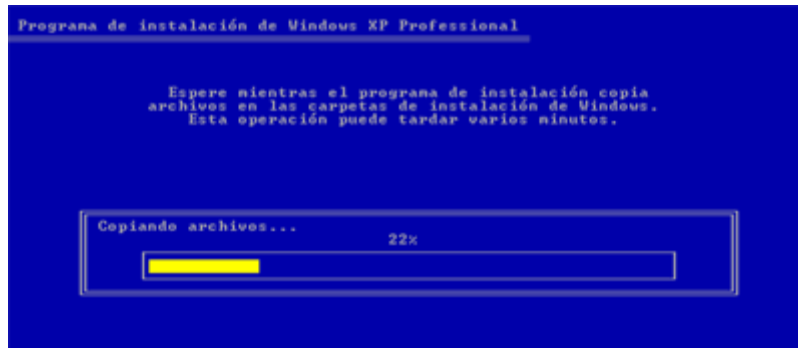 Programa de instalación de Windows XP Professional
Espere mientras el programa de instalación copia
archivos en las carpetas de instalación de Windows.
Esta operación puede tardar varios minutos.
Copiando archivos...
22%